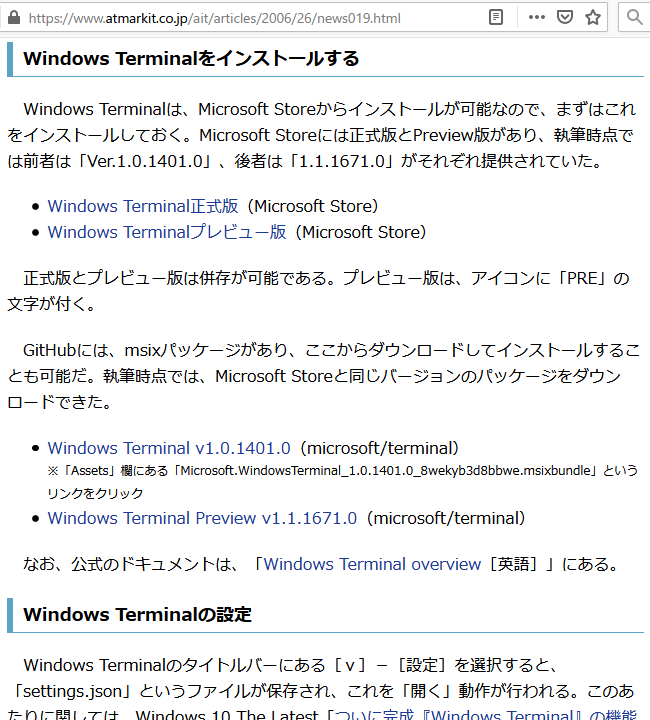 https://www.atmarkit.co.jp/ait/articles/2006/26/news019.html
Windows Terminalをインストールする
Windows Terminalは、Microsoft Storeからインストールが可能なので、まずはこれ
をインストールしておく。Microsoft Storeには正式版とPreview版があり、執筆時点で
は前者は「Ver.1.0.1401.0」、後者は「1.1.1671.0」がそれぞれ提供されていた。
• Windows Terminal正式版（Microsoft Store）
• Windows Terminalプレビュー版（Microsoft Store）
正式版とプレビュー版は併存が可能である。プレビュー版は、アイコンに「PRE」の
文字が付く。
GitHubには、msixパッケージがあり、ここからダウンロードしてインストールするこ
とも可能だ。執筆時点では、Microsoft Storeと同じバージョンのパッケージをダウン
ロードできた。
• Windows Terminal v1.0.1401.0（microsoft/terminal）
※「Assets」欄にある「Microsoft.WindowsTerminal_1.0.1401.0_8wekyb3d8bbwe.msixbundle」という
リンクをクリック
• Windows Terminal Preview v1.1.1671.0（microsoft/terminal）
なお、公式のドキュメントは、「Windows Terminal overview［英語］」にある。
Windows Terminalの設定
Windows Terminalのタイトルバーにある［ｖ］－［設定］を選択すると、
「settings.json」というファイルが保存され、これを「開く」動作が行われる。このあ
たりに関しては、Windows 10 The Latest「ついに完成『Windows Terminal』の機能